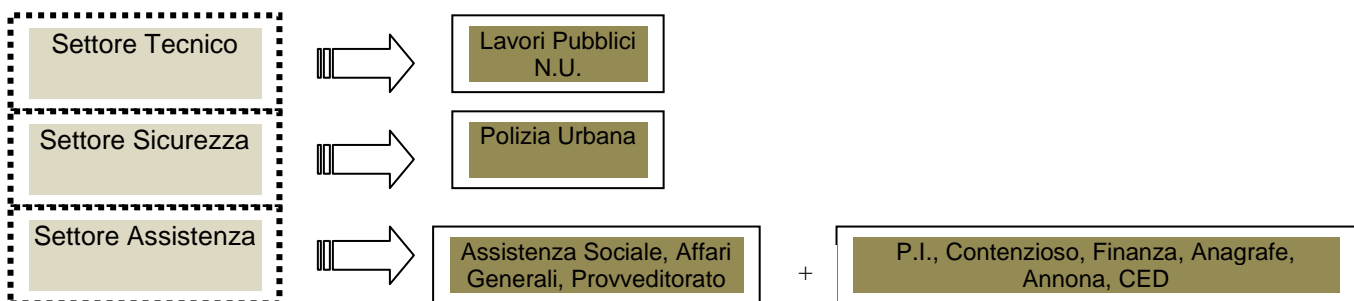 Settore Tecnico
Lavori Pubblici
N.U.
Settore Sicurezza
Polizia Urbana
Settore Assistenza
Assistenza Sociale, Affari
Generali, Provveditorato
+
P.I., Contenzioso, Finanza, Anagrafe,
Annona, CED